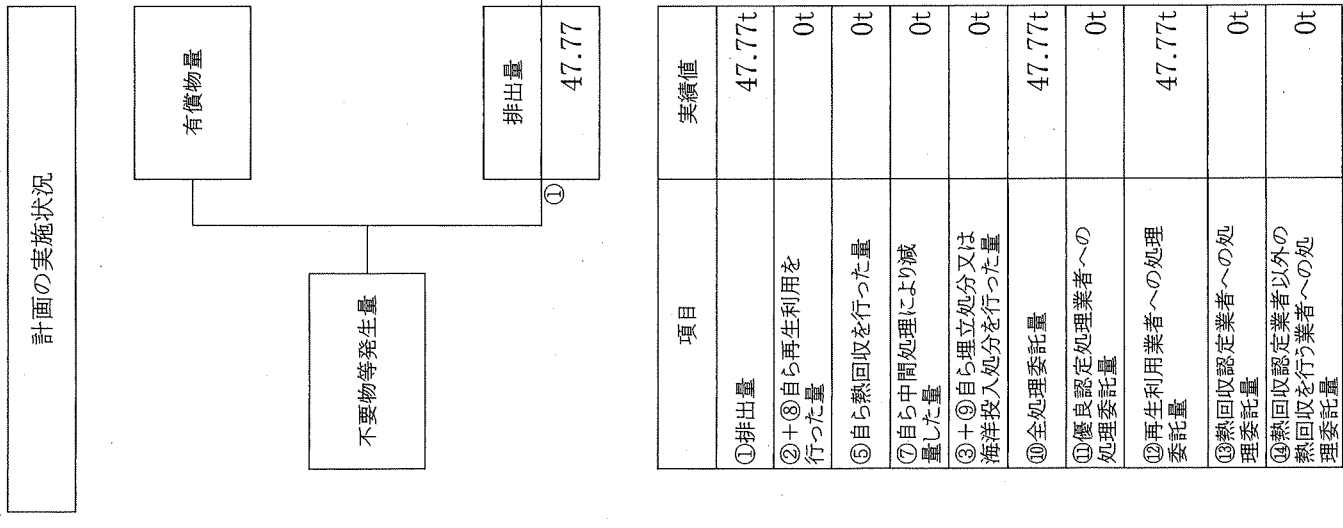 計画の実施状況
不要物等発生量
有償物量
排出量
①
47.77
項目
実績値
①排出量
47.77t
②+⑧自ら再生利用を
行った量
0t
⑤自ら熱回収を行った量
0t
⑦自ら中間処理により減
量した量
0t
③+⑨自ら埋立処分又は
海洋投入処分を行った量
0t
⑩全処理委託量
47.77t
⑪優良認定処理業者への
処理委託量
0t
⑫再生利用業者への処理
委託量
47.77t
⑬熱回収認定業者への処
理委託量
0t
⑭熱回収認定業者以外の
熱回収を行う業者への処
理委託量
0t